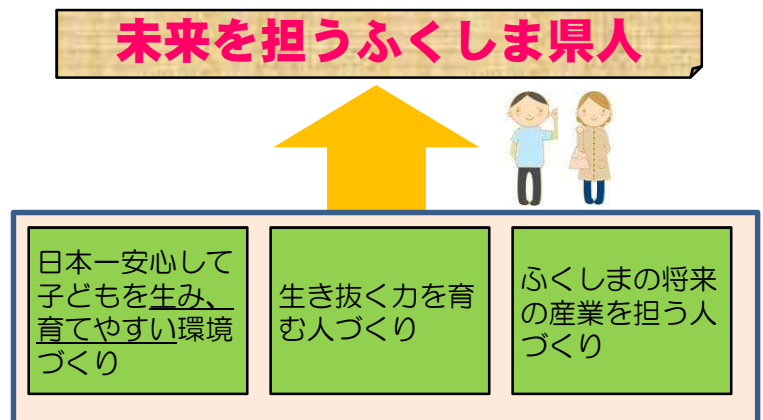 未来を担うふくしま県人
日本一安心して
子どもを生み、
育てやすい環境
づくり
生き抜く力を育
む人づくり
ふくしまの将来
の産業を担う人
づくり